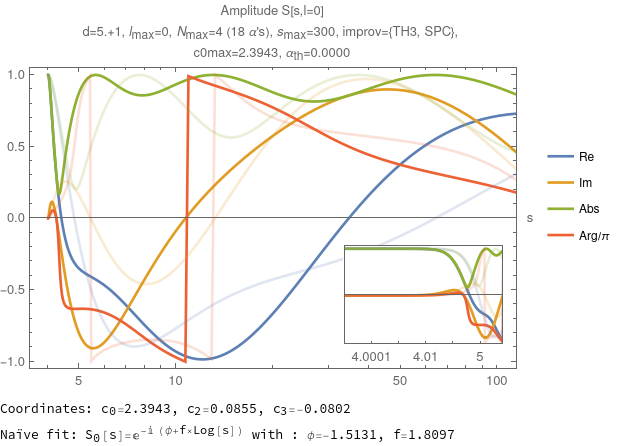 Amplitude S[s,l=0]
d=5.+1, lmax=0, Nmax=4 (18 α's), smax=300, improv={TH3, SPC},
c0max=2.3943, αth=0.0000
1.0
0.5
0.0
−0.5
−1.0
5
10
50
100
s
Re
Im
Abs
Arg/π
4.0001
4.01
5
Coordinates: c0=2.3943, c2=0.0855, c3=-0.0802
Naïve fit: S0[s]=e^-i (ϕ+f×Log[s]) with : ϕ=-1.5131, f=1.8097